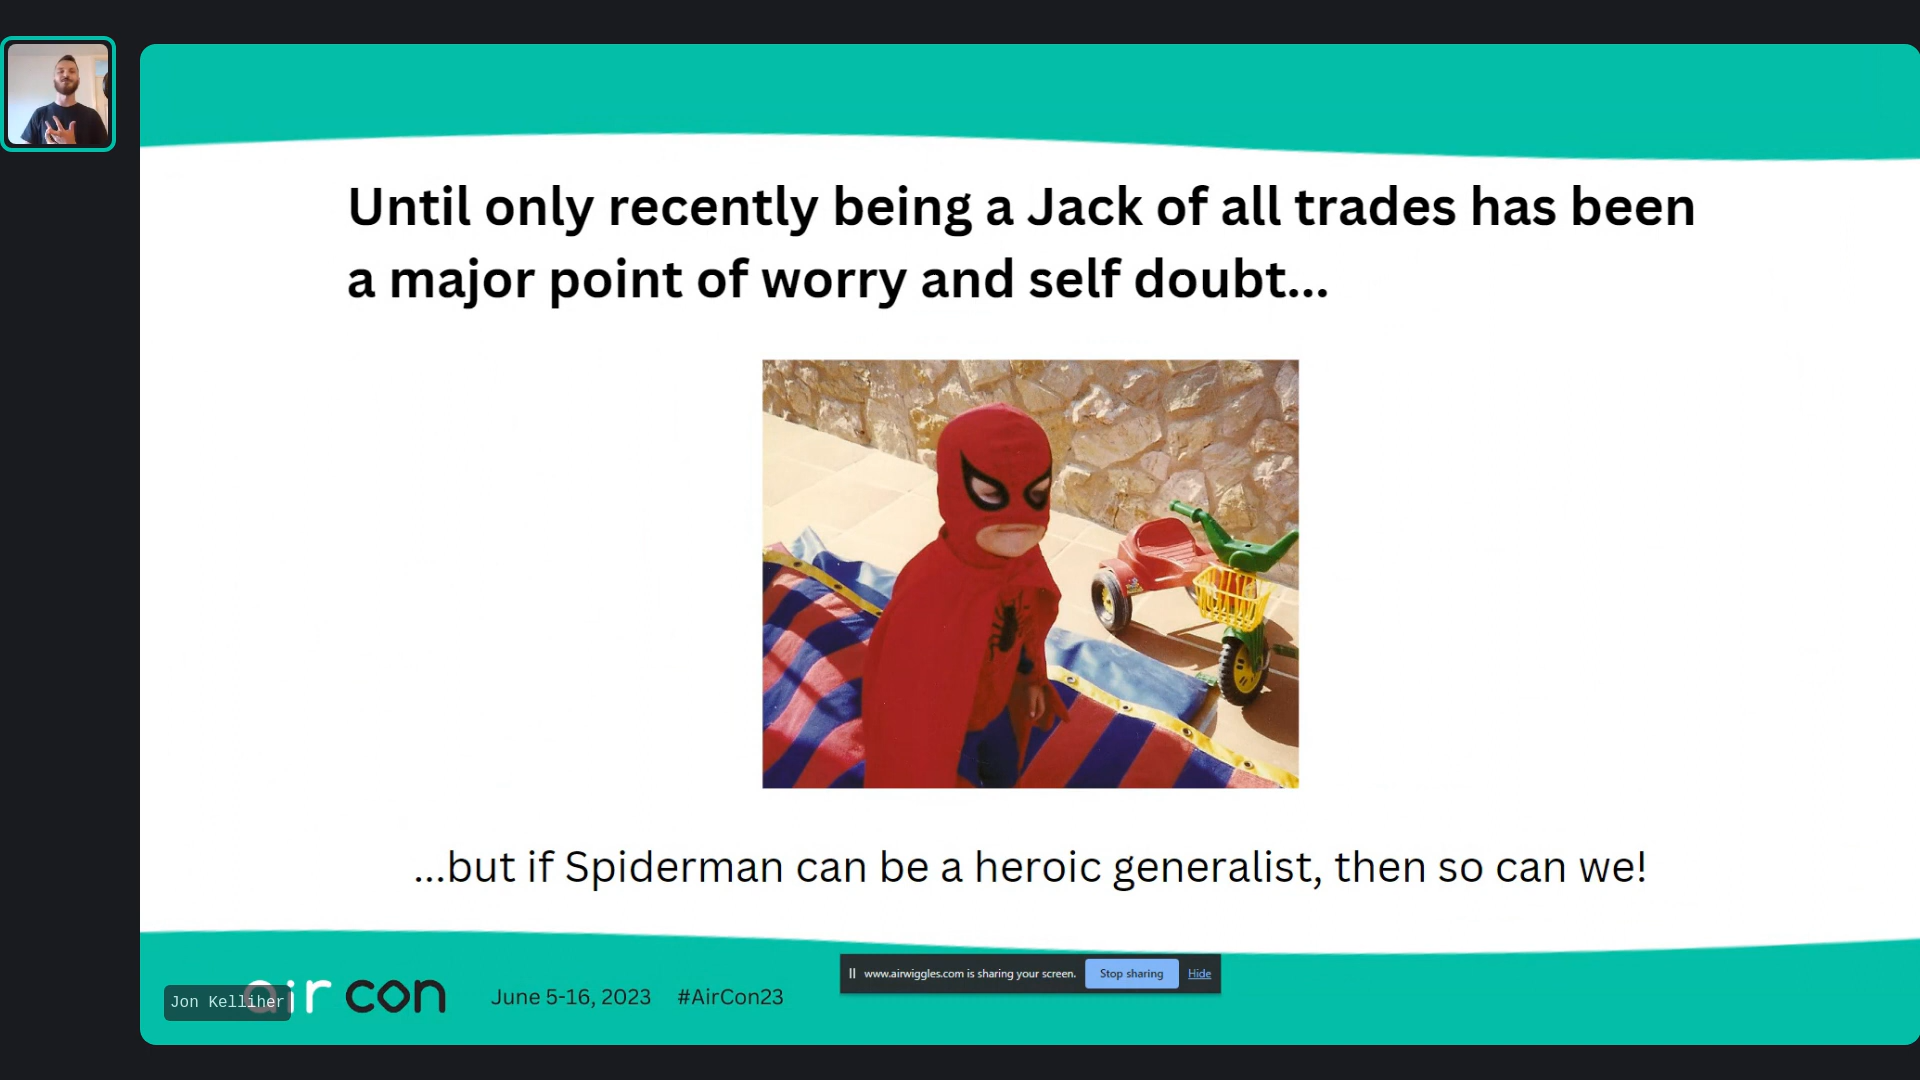 Until only recently being a Jack of all trades has been
a major point of worry and self doubt...
...but if Spiderman can be a heroic generalist, then so can we!
www.airwiggles.com is sharing your screen. Stop sharing Hide
air con June 5-16, 2023 #AirCon23
Jon Kelliher